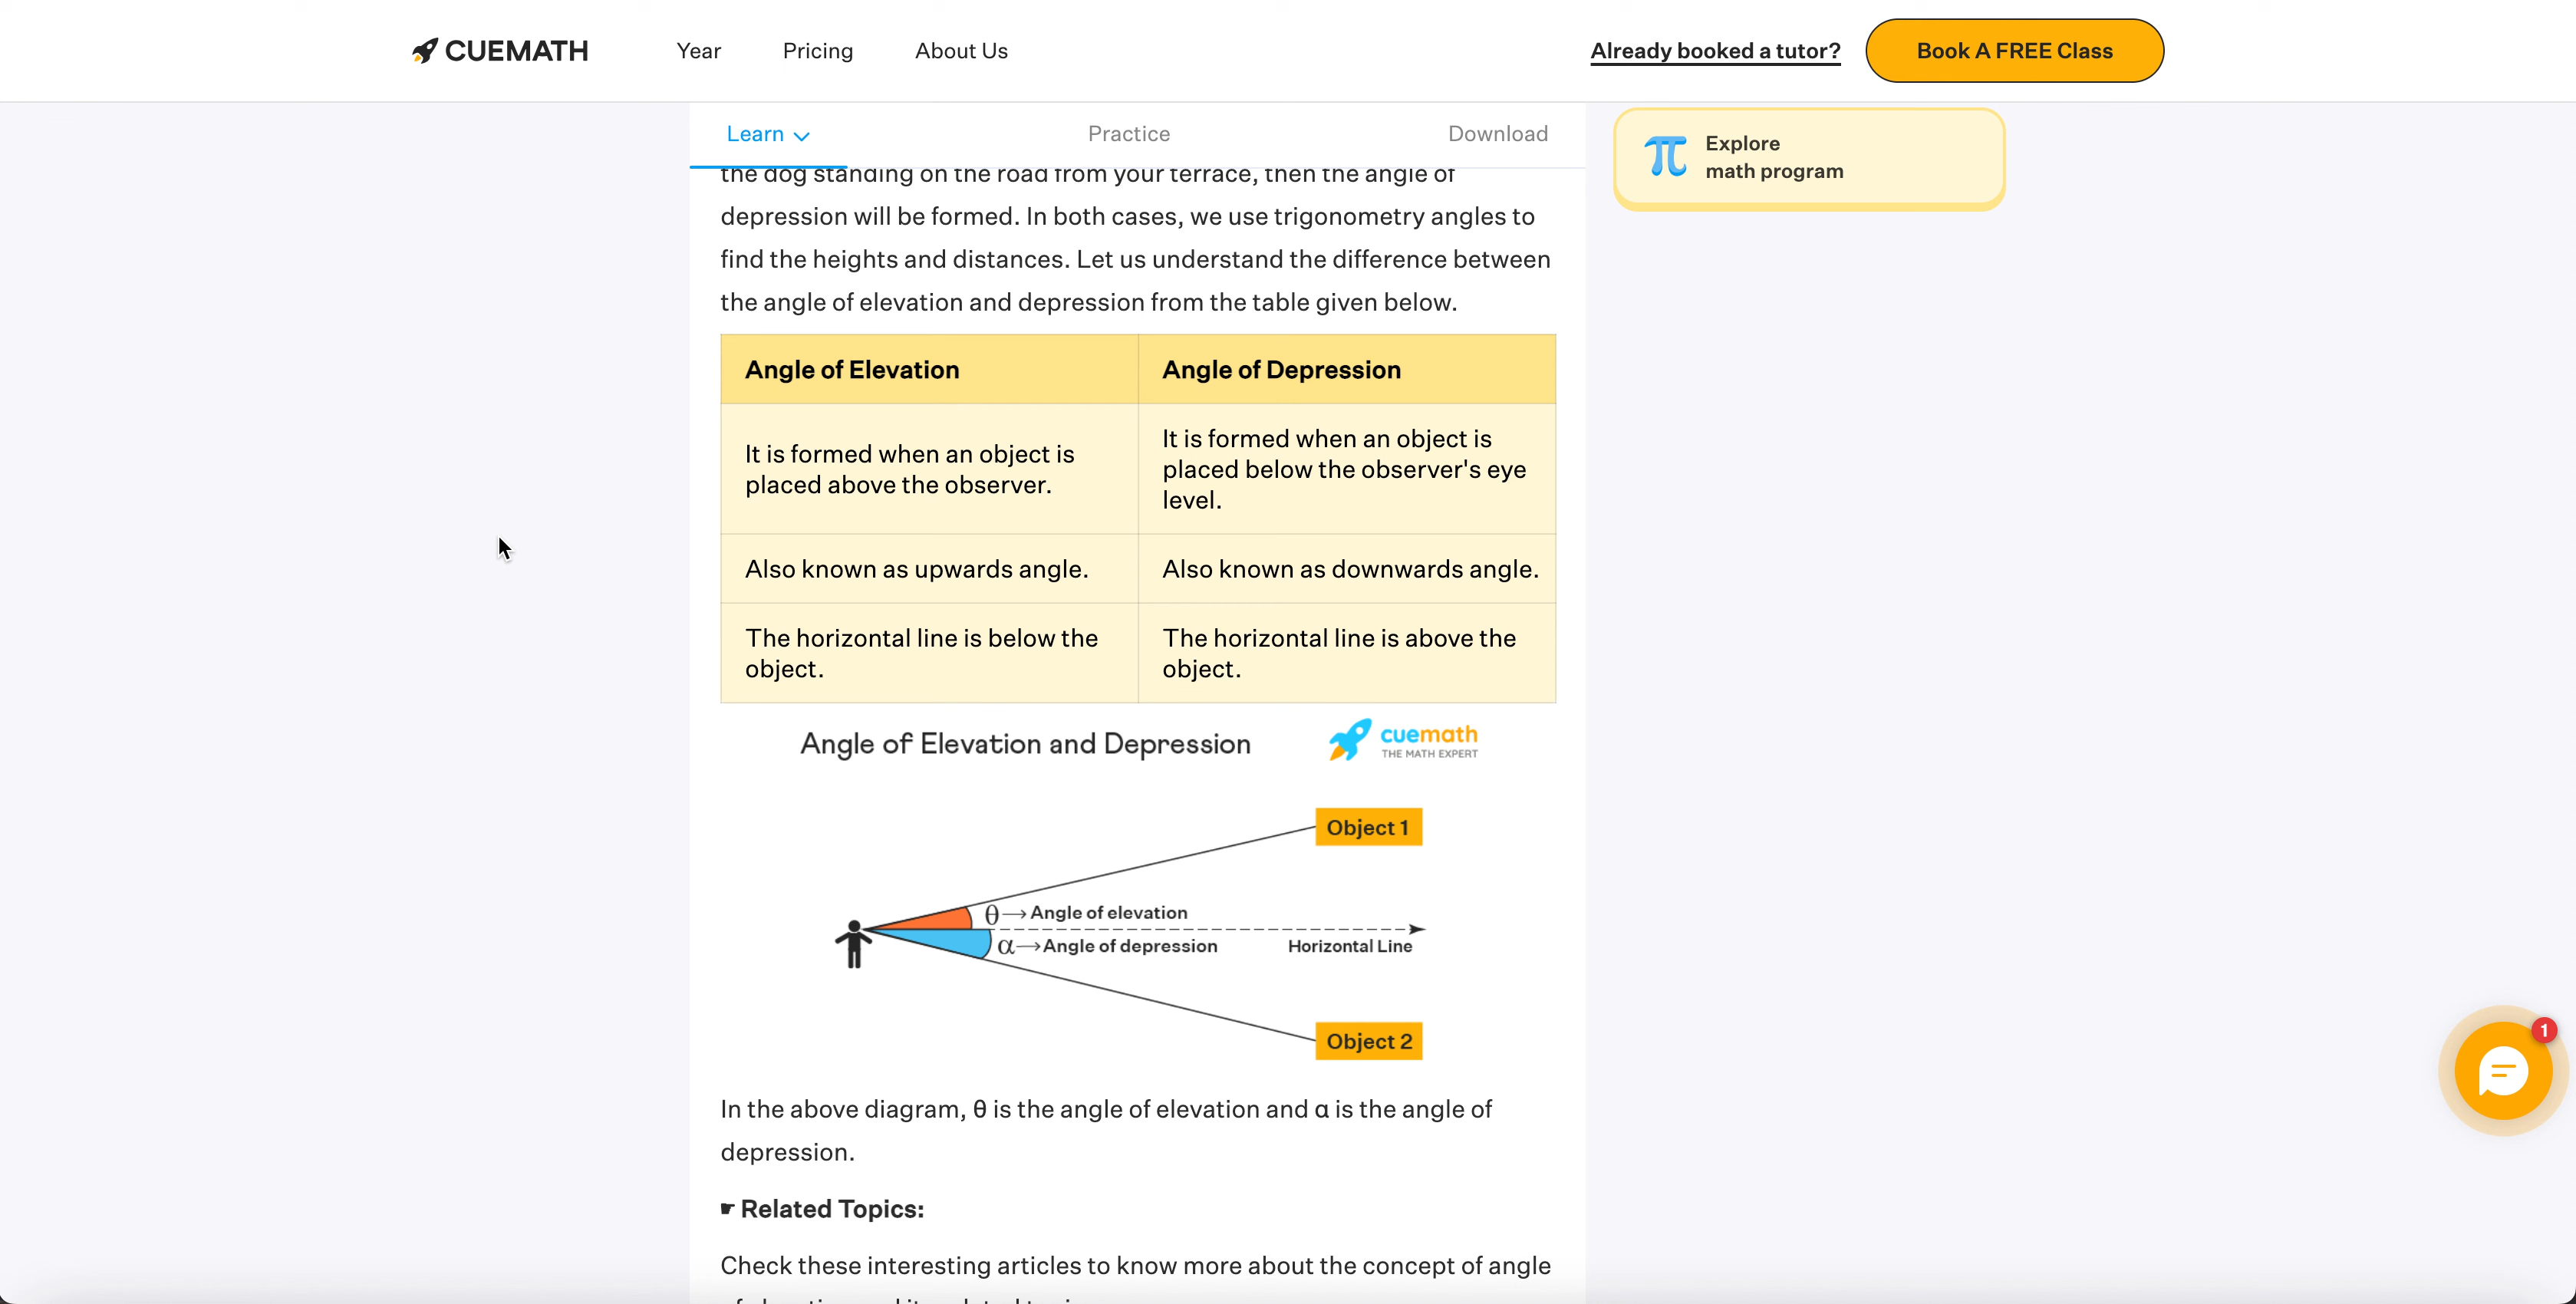 CUEMATH
Year
Pricing
About Us
Already booked a tutor?
Book A FREE Class
Learn
Practice
Download
Explore
math program
the dog standing on the road from your terrace, then the angle of
depression will be formed. In both cases, we use trigonometry angles to
find the heights and distances. Let us understand the difference between
the angle of elevation and depression from the table given below.
Angle of Elevation
Angle of Depression
It is formed when an object is
placed above the observer.
It is formed when an object is
placed below the observer's eye
level.
Also known as upwards angle.
Also known as downwards angle.
The horizontal line is below the
object.
The horizontal line is above the
object.
Angle of Elevation and Depression
cuemath
THE MATH EXPERT
Object 1
θ→Angle of elevation
α→Angle of depression
Horizontal Line
Object 2
In the above diagram, θ is the angle of elevation and α is the angle of
depression.
☛ Related Topics:
Check these interesting articles to know more about the concept of angle
1